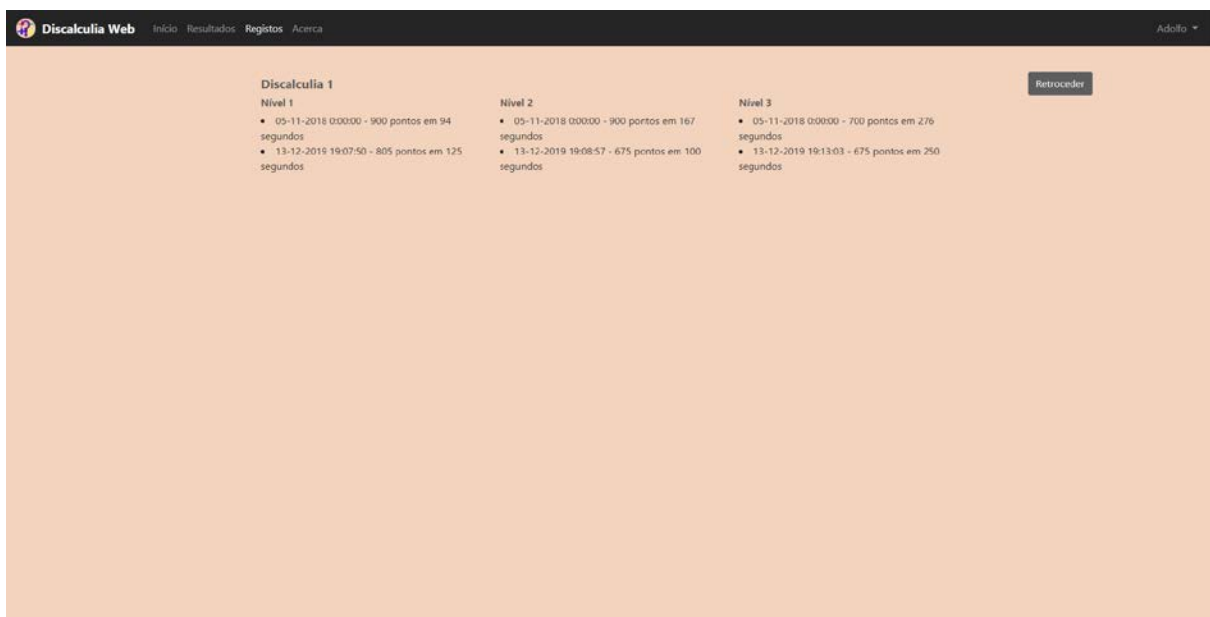 Discalculia Web Início Resultados Registos Acerca Adolfo
Discalculia 1
Retroceder
Nível 1
• 05-11-2018 0:00:00 - 900 pontos em 94
segundos
• 13-12-2019 19:07:50 - 805 pontos em 125
segundos
Nível 2
• 05-11-2018 0:00:00 - 900 pontos em 167
segundos
• 13-12-2019 19:08:57 - 675 pontos em 100
segundos
Nível 3
• 05-11-2018 0:00:00 - 700 pontos em 276
segundos
• 13-12-2019 19:13:03 - 675 pontos em 250
segundos